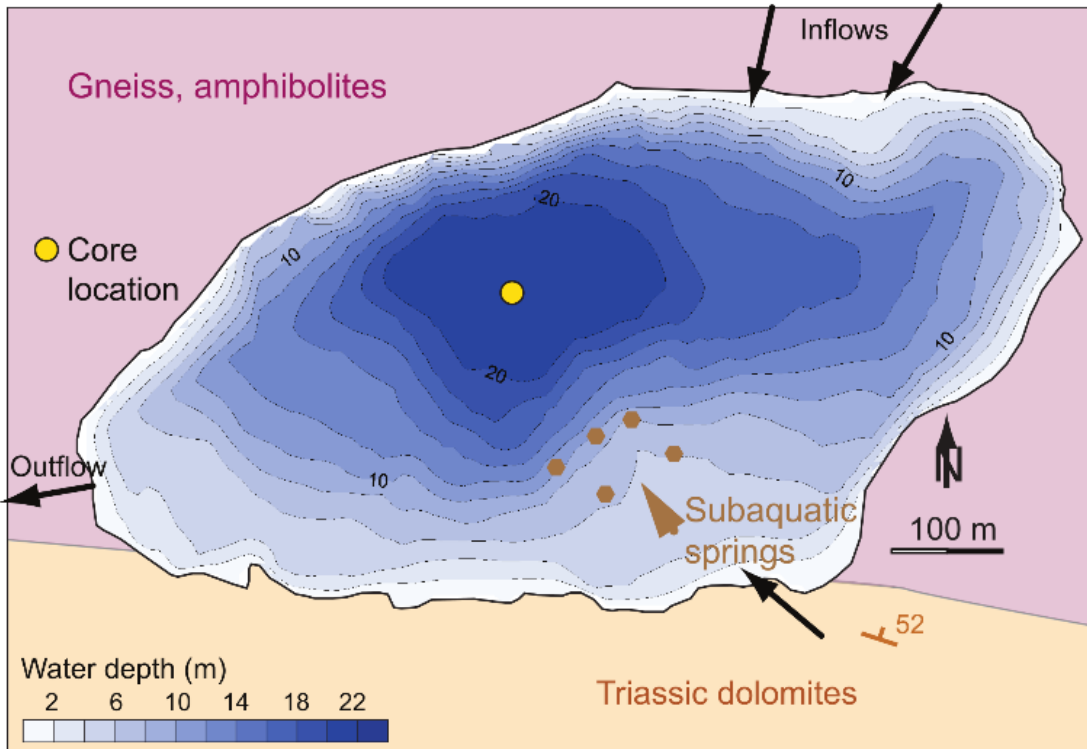 Inflows
Gneiss, amphibolites
10
20
Core
location
10
10
20
Outflow
10
N
Subaquatic
springs
100 m
52
Water depth (m)
2 6 10 14 18 22
Triassic dolomites